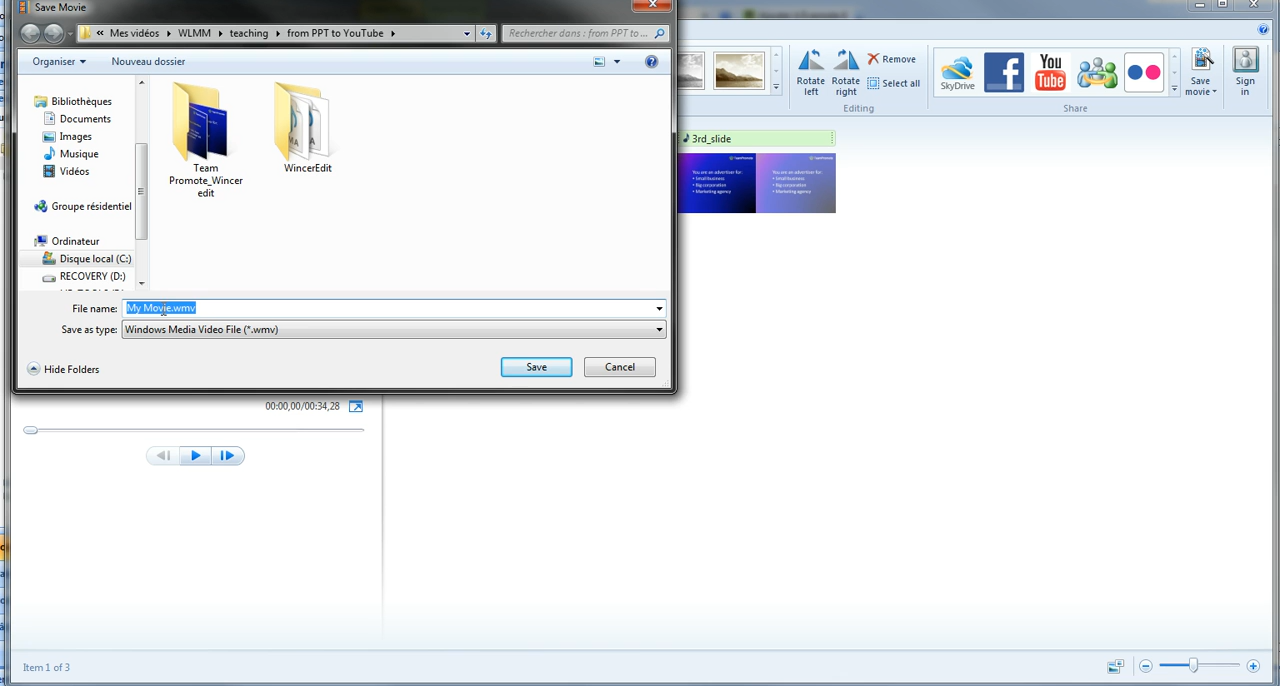 Save Movie
« Mes vidéos WLMM teaching from PPT to YouTube
Rechercher dans : from PPT to ...
Organiser
Nouveau dossier
Bibliothèques
Documents
Images
Musique
Vidéos
Groupe résidentiel
Ordinateur
Disque local (C:)
RECOVERY (D:)
Team
Promote_Wincer
edit
WincerEdit
File name: My Movie.wmv
Save as type: Windows Media Video File (*.wmv)
Hide Folders
Save
Cancel
Rotate
left
Rotate
right
Remove
Select all
Editing
SkyDrive
You
Tube
Share
Save
movie
Sign
in
3rd_slide
You are an advertiser for:
• Small business
• Big corporation
• Marketing agency
You are an advertiser for:
• Small business
• Big corporation
• Marketing agency
00:00,00/00:34,28
Item 1 of 3